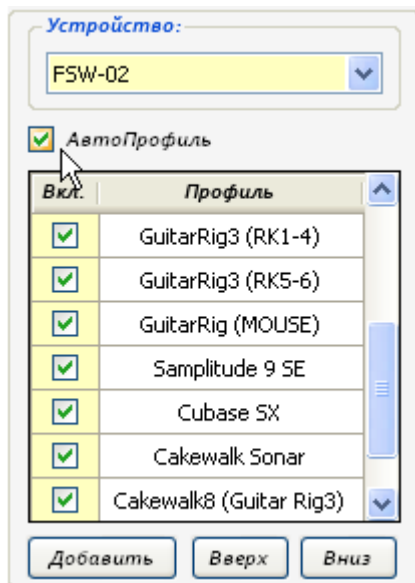 Устройство:
FSW-02
АвтоПрофиль
Вкл. Профиль
GuitarRig3 (RK1-4)
GuitarRig3 (RK5-6)
GuitarRig (MOUSE)
Samplitude 9 SE
Cubase SX
Cakewalk Sonar
Cakewalk8 (Guitar Rig3)
Добавить Вверх Вниз